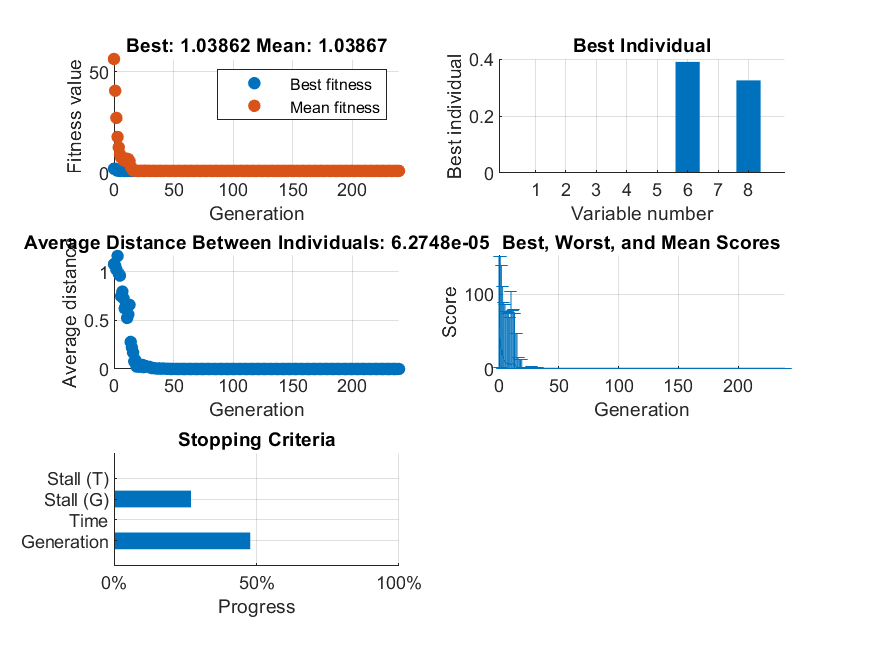 Best: 1.03862 Mean: 1.03867
Fitness value
50
0
Best fitness
Mean fitness
0 50 100 150 200
Generation
Best Individual
Best individual
0.4
0.2
0
1 2 3 4 5 6 7 8
Variable number
Average Distance Between Individuals: 6.2748e-05
Average distance
1
0.5
0
0 50 100 150 200
Generation
Best, Worst, and Mean Scores
Score
100
0
0 50 100 150 200
Generation
Stopping Criteria
Stall (T)
Stall (G)
Time
Generation
0% 50% 100%
Progress